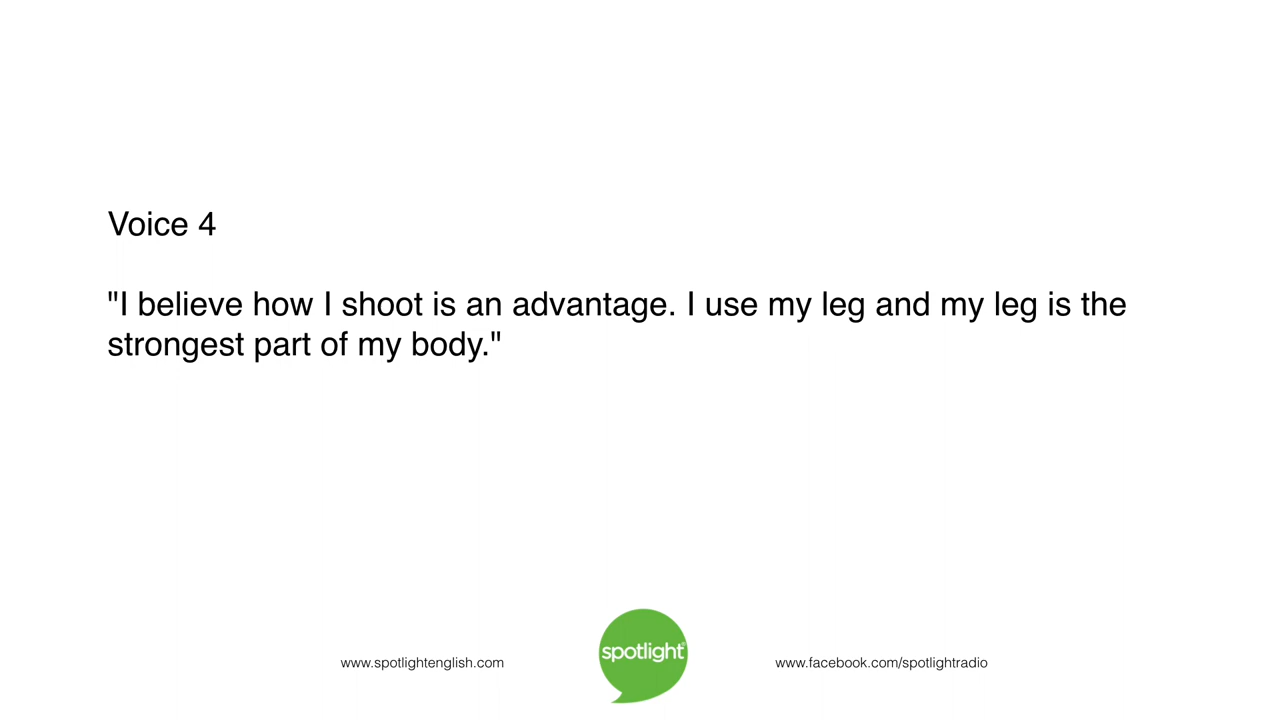 Voice 4
"I believe how I shoot is an advantage. I use my leg and my leg is the
strongest part of my body."
www.spotlightenglish.com
spotlight®
www.facebook.com/spotlightradio